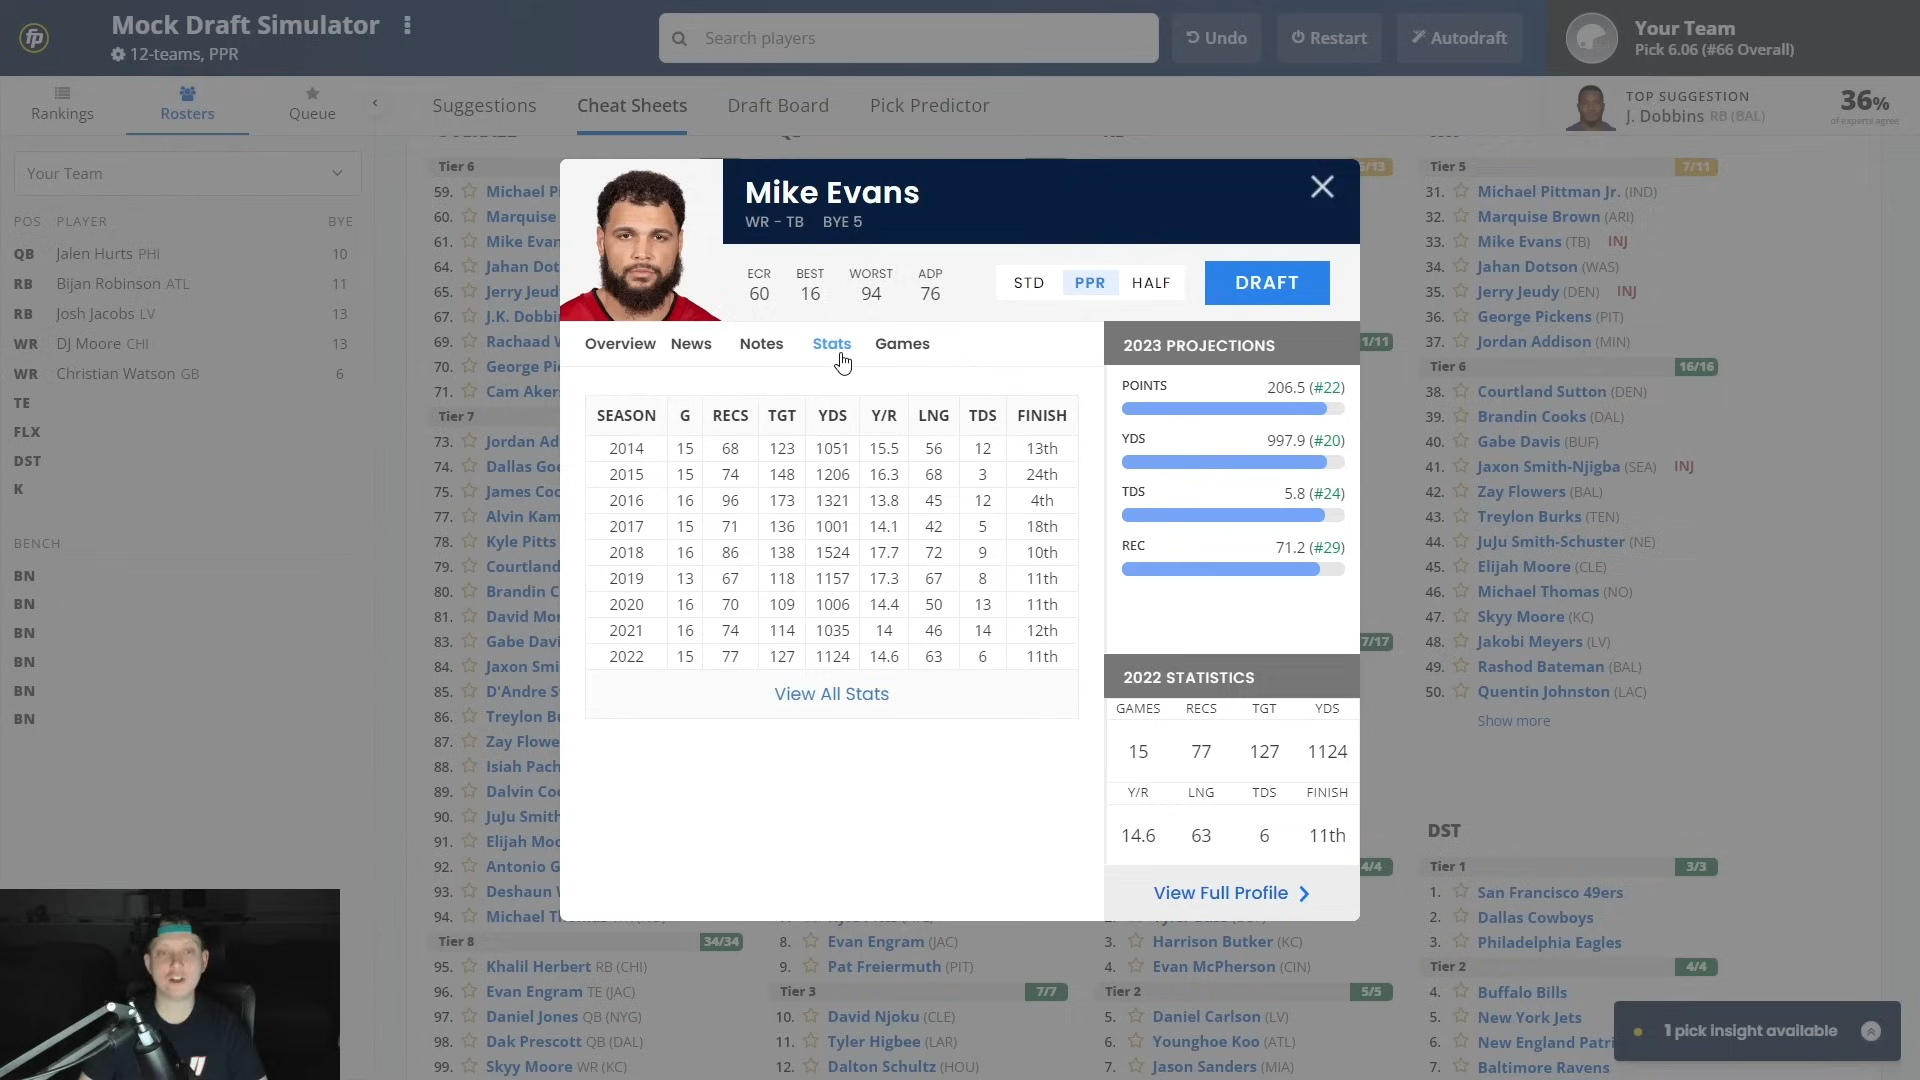 fp
Mock Draft Simulator
12-teams, PPR
Search players
Undo
Restart
Autodraft
Your Team
Pick 6.06 (#66 Overall)
Rankings
Rosters
Queue
Suggestions
Cheat Sheets
Draft Board
Pick Predictor
TOP SUGGESTION
J. Dobbins RB (BAL)
36%
of experts agree
Your Team
POS PLAYER BYE
QB Jalen Hurts PHI 10
RB Bijan Robinson ATL 11
RB Josh Jacobs LV 13
WR DJ Moore CHI 13
WR Christian Watson GB 6
TE
FLX
DST
K
BENCH
BN
BN
BN
BN
BN
BN
Tier 6
59. Michael Pi
60. Marquise
61. Mike Evan
64. Jahan Dot
65. Jerry Jeud
67. J.K. Dobbi
69. Rachaad W
70. George Pi
71. Cam Aker
Tier 7
73. Jordan Ad
74. Dallas Goe
75. James Coo
77. Alvin Kam
78. Kyle Pitts
79. Courtland
80. Brandin C
81. David Mon
83. Gabe Davi
84. Jaxon Smi
85. D'Andre S
86. Treylon Bu
87. Zay Flowe
88. Isiah Pach
89. Dalvin Coo
90. JuJu Smith
91. Elijah Moo
92. Antonio G
93. Deshaun W
94. Michael Th
Tier 8 34/34
95. Khalil Herbert RB (CHI)
96. Evan Engram TE (JAC)
97. Daniel Jones QB (NYG)
98. Dak Prescott QB (DAL)
99. Skyy Moore WR (KC)
Mike Evans
WR - TB BYE 5
ECR BEST WORST ADP
60 16 94 76
STD PPR HALF
DRAFT
Overview News Notes Stats Games
SEASON G RECS TGT YDS Y/R LNG TDS FINISH
2014 15 68 123 1051 15.5 56 12 13th
2015 15 74 148 1206 16.3 68 3 24th
2016 16 96 173 1321 13.8 45 12 4th
2017 15 71 136 1001 14.1 42 5 18th
2018 16 86 138 1524 17.7 72 9 10th
2019 13 67 118 1157 17.3 67 8 11th
2020 16 70 109 1006 14.4 50 13 11th
2021 16 74 114 1035 14 46 14 12th
2022 15 77 127 1124 14.6 63 6 11th
View All Stats
2023 PROJECTIONS
POINTS 206.5 (#22)
YDS 997.9 (#20)
TDS 5.8 (#24)
REC 71.2 (#29)
2022 STATISTICS
GAMES RECS TGT YDS
15 77 127 1124
Y/R LNG TDS FINISH
14.6 63 6 11th
View Full Profile
8. Evan Engram (JAC)
9. Pat Freiermuth (PIT)
Tier 3 7/7
10. David Njoku (CLE)
11. Tyler Higbee (LAR)
12. Dalton Schultz (HOU)
1/11
7/17
4/4
3. Harrison Butker (KC)
4. Evan McPherson (CIN)
Tier 2 5/5
5. Daniel Carlson (LV)
6. Younghoe Koo (ATL)
7. Jason Sanders (MIA)
Tier 5 7/11
31. Michael Pittman Jr. (IND)
32. Marquise Brown (ARI)
33. Mike Evans (TB) INJ
34. Jahan Dotson (WAS)
35. Jerry Jeudy (DEN) INJ
36. George Pickens (PIT)
37. Jordan Addison (MIN)
Tier 6 16/16
38. Courtland Sutton (DEN)
39. Brandin Cooks (DAL)
40. Gabe Davis (BUF)
41. Jaxon Smith-Njigba (SEA) INJ
42. Zay Flowers (BAL)
43. Treylon Burks (TEN)
44. JuJu Smith-Schuster (NE)
45. Elijah Moore (CLE)
46. Michael Thomas (NO)
47. Skyy Moore (KC)
48. Jakobi Meyers (LV)
49. Rashod Bateman (BAL)
50. Quentin Johnston (LAC)
Show more
DST
Tier 1 3/3
1. San Francisco 49ers
2. Dallas Cowboys
3. Philadelphia Eagles
Tier 2 4/4
4. Buffalo Bills
5. New York Jets
6. New England Patri
7. Baltimore Ravens
1 pick insight available